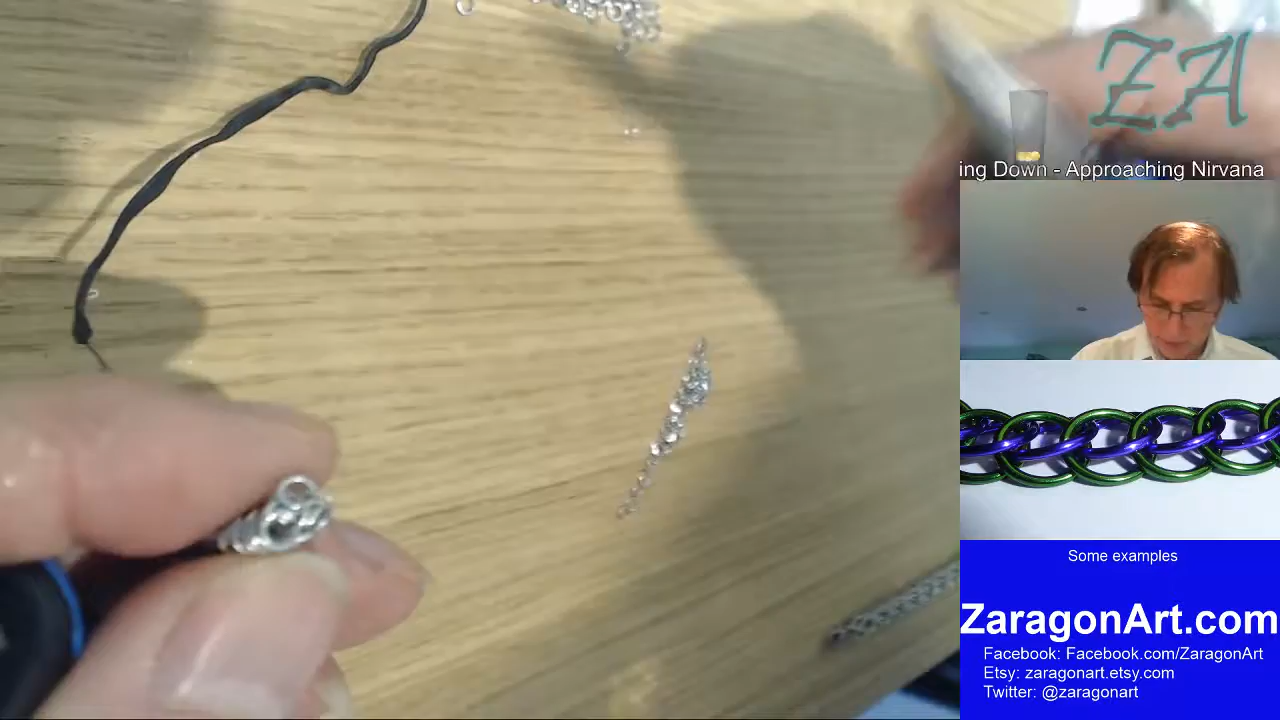 ZA
ing Down - Approaching Nirvana
Some examples
ZaragonArt.com
Facebook: Facebook.com/ZaragonArt
Etsy: zaragonart.etsy.com
Twitter: @zaragonart